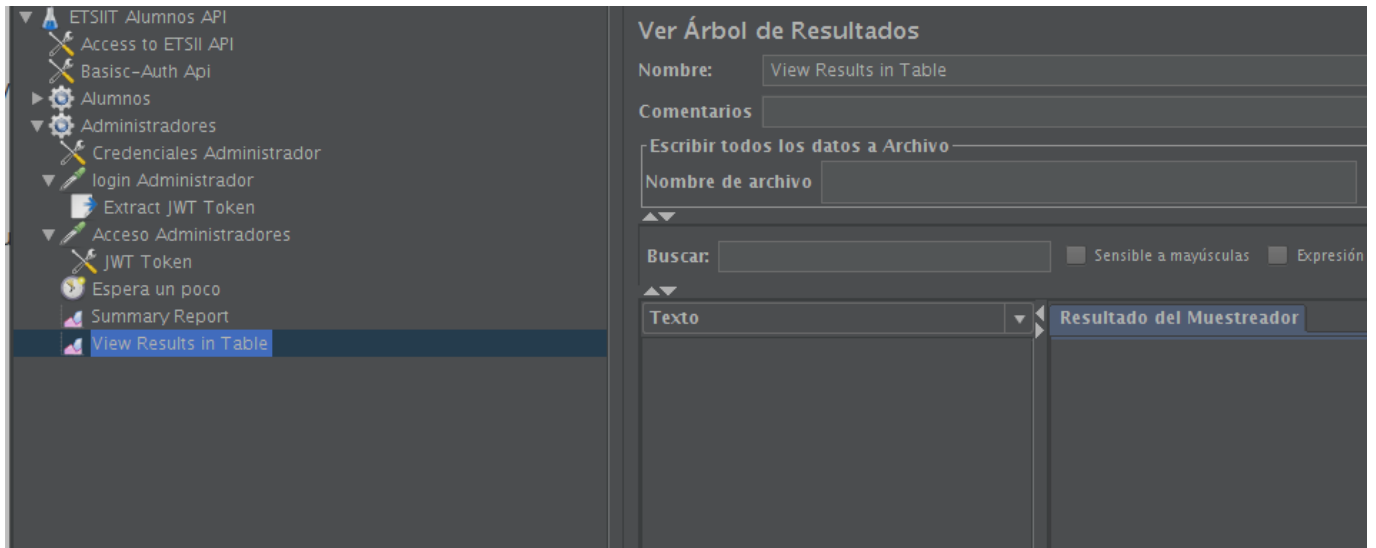 ETSIIT Alumnos API
Access to ETSII API
Basisc-Auth Api
Alumnos
Administradores
Credenciales Administrador
login Administrador
Extract JWT Token
Acceso Administradores
JWT Token
Espera un poco
Summary Report
View Results in Table
Ver Árbol de Resultados
Nombre: View Results in Table
Comentarios
Escribir todos los datos a Archivo
Nombre de archivo
Buscar: Sensible a mayúsculas Expresión
Texto Resultado del Muestreador